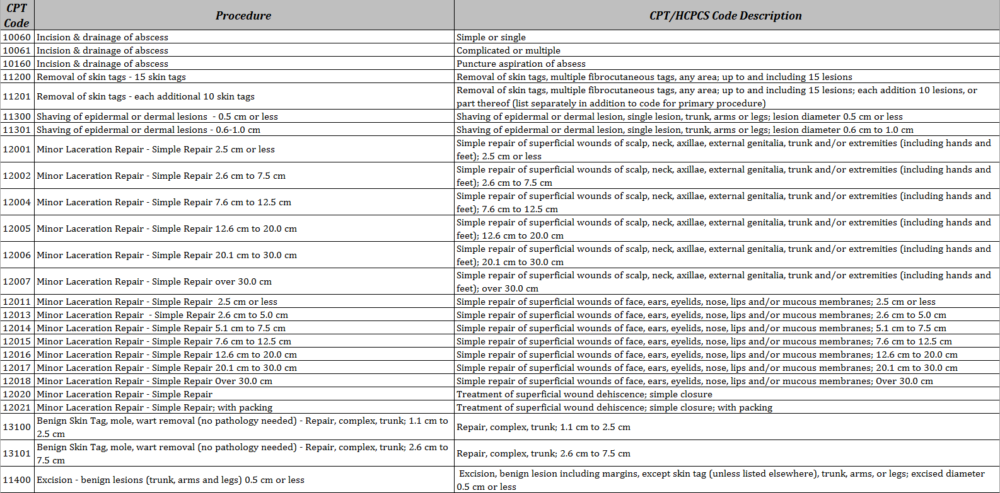 CPT
Code
Procedure
CPT/HCPCS Code Description
10060 Incision & drainage of abscess Simple or single
10061 Incision & drainage of abscess Complicated or multiple
10160 Incision & drainage of abscess Puncture aspiration of absess
11200 Removal of skin tags - 15 skin tags Removal of skin tags, multiple fibrocutaneous tags, any area; up to and including 15 lesions
11201 Removal of skin tags - each additional 10 skin tags Removal of skin tags, multiple fibrocutaneous tags, any area; up to and including 15 lesions; each addition 10 lesions, or
part thereof (list separately in addition to code for primary procedure)
11300 Shaving of epidermal or dermal lesions - 0.5 cm or less Shaving of epidermal or dermal lesion, single lesion, trunk, arms or legs; lesion diameter 0.5 cm or less
11301 Shaving of epidermal or dermal lesions - 0.6-1.0 cm Shaving of epidermal or dermal lesion, single lesion, trunk, arms or legs; lesion diameter 0.6 cm to 1.0 cm
12001 Minor Laceration Repair - Simple Repair 2.5 cm or less Simple repair of superficial wounds of scalp, neck, axillae, external genitalia, trunk and/or extremities (including hands and
feet); 2.5 cm or less
12002 Minor Laceration Repair - Simple Repair 2.6 cm to 7.5 cm Simple repair of superficial wounds of scalp, neck, axillae, external genitalia, trunk and/or extremities (including hands and
feet); 2.6 cm to 7.5 cm
12004 Minor Laceration Repair - Simple Repair 7.6 cm to 12.5 cm Simple repair of superficial wounds of scalp, neck, axillae, external genitalia, trunk and/or extremities (including hands and
feet); 7.6 cm to 12.5 cm
12005 Minor Laceration Repair - Simple Repair 12.6 cm to 20.0 cm Simple repair of superficial wounds of scalp, neck, axillae, external genitalia, trunk and/or extremities (including hands and
feet); 12.6 cm to 20.0 cm
12006 Minor Laceration Repair - Simple Repair 20.1 cm to 30.0 cm Simple repair of superficial wounds of scalp, neck, axillae, external genitalia, trunk and/or extremities (including hands and
feet); 20.1 cm to 30.0 cm
12007 Minor Laceration Repair - Simple Repair over 30.0 cm Simple repair of superficial wounds of scalp, neck, axillae, external genitalia, trunk and/or extremities (including hands and
feet); over 30.0 cm
12011 Minor Laceration Repair - Simple Repair 2.5 cm or less Simple repair of superficial wounds of face, ears, eyelids, nose, lips and/or mucous membranes; 2.5 cm or less
12013 Minor Laceration Repair - Simple Repair 2.6 cm to 5.0 cm Simple repair of superficial wounds of face, ears, eyelids, nose, lips and/or mucous membranes; 2.6 cm to 5.0 cm
12014 Minor Laceration Repair - Simple Repair 5.1 cm to 7.5 cm Simple repair of superficial wounds of face, ears, eyelids, nose, lips and/or mucous membranes; 5.1 cm to 7.5 cm
12015 Minor Laceration Repair - Simple Repair 7.6 cm to 12.5 cm Simple repair of superficial wounds of face, ears, eyelids, nose, lips and/or mucous membranes; 7.6 cm to 12.5 cm
12016 Minor Laceration Repair - Simple Repair 12.6 cm to 20.0 cm Simple repair of superficial wounds of face, ears, eyelids, nose, lips and/or mucous membranes; 12.6 cm to 20.0 cm
12017 Minor Laceration Repair - Simple Repair 20.1 cm to 30.0 cm Simple repair of superficial wounds of face, ears, eyelids, nose, lips and/or mucous membranes; 20.1 cm to 30.0 cm
12018 Minor Laceration Repair - Simple Repair Over 30.0 cm Simple repair of superficial wounds of face, ears, eyelids, nose, lips and/or mucous membranes; Over 30.0 cm
12020 Minor Laceration Repair - Simple Repair Treatment of superficial wound dehiscence; simple closure
12021 Minor Laceration Repair - Simple Repair; with packing Treatment of superficial wound dehiscence; simple closure; with packing
13100 Benign Skin Tag, mole, wart removal (no pathology needed) - Repair, complex, trunk; 1.1 cm to
2.5 cm
Repair, complex, trunk; 1.1 cm to 2.5 cm
13101 Benign Skin Tag, mole, wart removal (no pathology needed) - Repair, complex, trunk; 2.6 cm to
7.5 cm
Repair, complex, trunk; 2.6 cm to 7.5 cm
11400 Excision - benign lesions (trunk, arms and legs) 0.5 cm or less Excision, benign lesion including margins, except skin tag (unless listed elsewhere), trunk, arms, or legs; excised diameter
0.5 cm or less